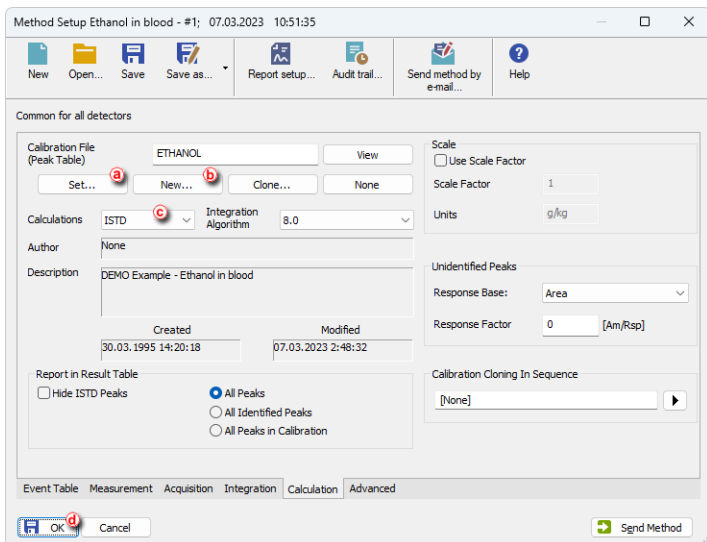 Method Setup Ethanol in blood - #1; 07.03.2023 10:51:35
New Open... Save Save as... Report setup... Audit trail... Send method by e-mail... Help
Common for all detectors
Calibration File
(Peak Table)
ETHANOL
View
Set... a New... b Clone... None
Calculations ISTD c Integration Algorithm 8.0
Author None
Description DEMO Example - Ethanol in blood
Created Modified
30.03.1995 14:20:18 07.03.2023 2:48:32
Report in Result Table
Hide ISTD Peaks
All Peaks
All Identified Peaks
All Peaks in Calibration
Scale
Use Scale Factor
Scale Factor 1
Units g/kg
Unidentified Peaks
Response Base: Area
Response Factor 0 [Am/Rsp]
Calibration Cloning In Sequence
[None]
Event Table Measurement Acquisition Integration Calculation Advanced
OK d Cancel Send Method